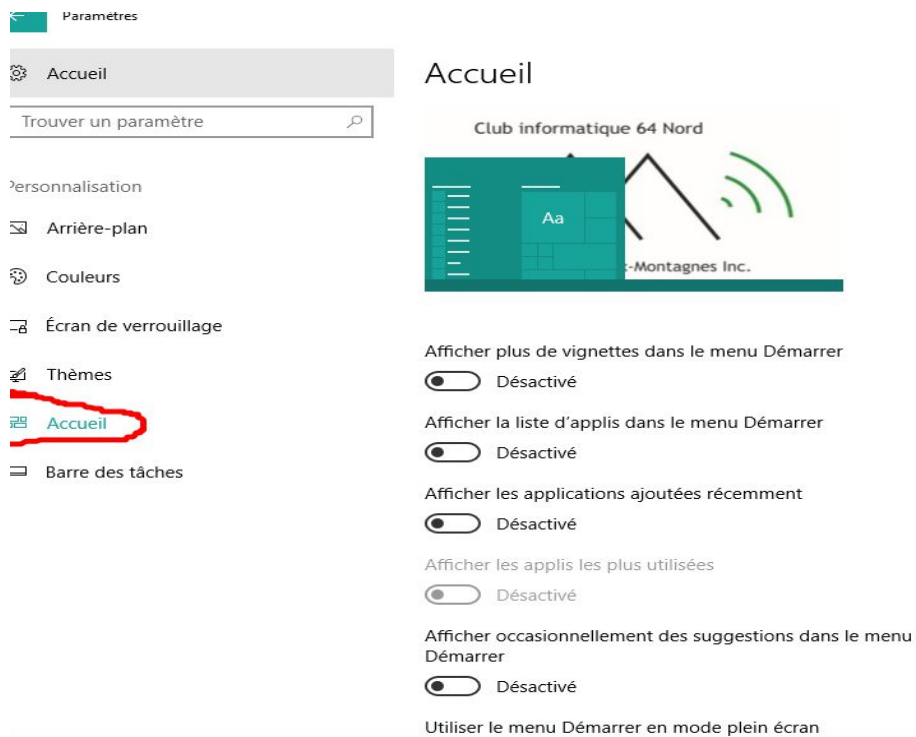 Paramètres
Accueil
Trouver un paramètre
Personnalisation
Arrière-plan
Couleurs
Écran de verrouillage
Thèmes
Accueil
Barre des tâches
Accueil
Club informatique 64 Nord
Aa
-Montagnes Inc.
Afficher plus de vignettes dans le menu Démarrer
Désactivé
Afficher la liste d’applis dans le menu Démarrer
Désactivé
Afficher les applications ajoutées récemment
Désactivé
Afficher les applis les plus utilisées
Désactivé
Afficher occasionnellement des suggestions dans le menu
Démarrer
Désactivé
Utiliser le menu Démarrer en mode plein écran